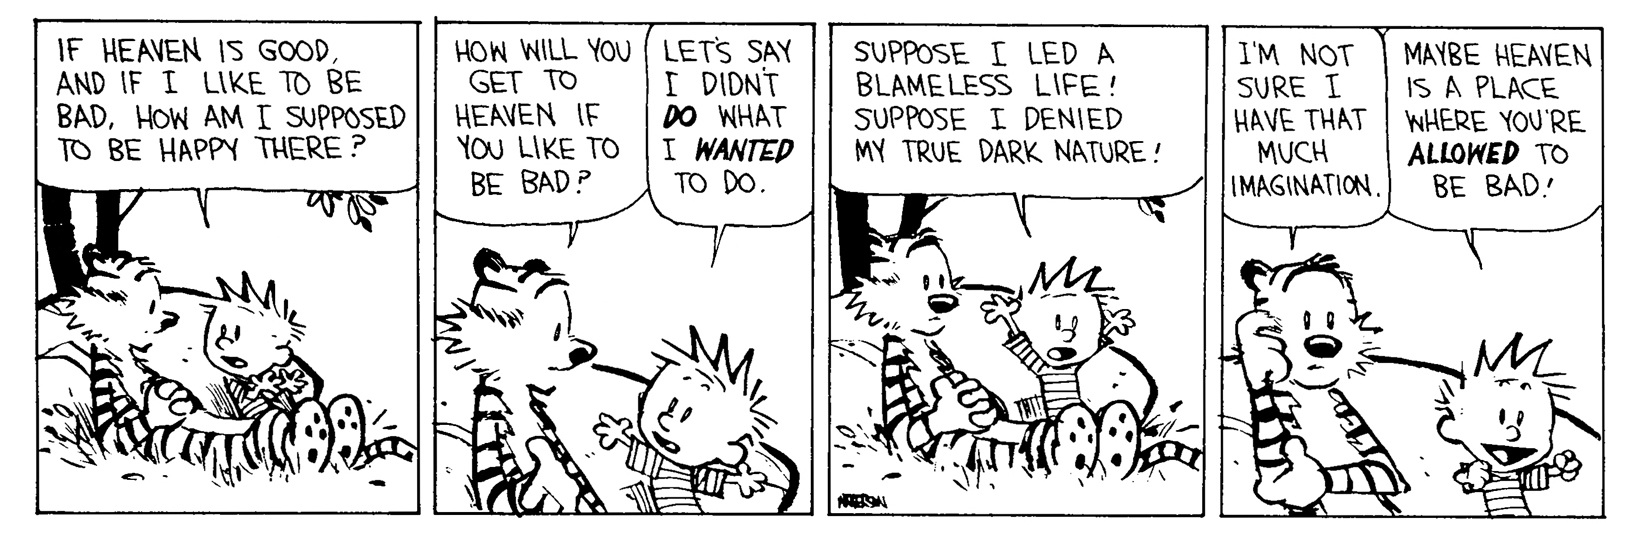 IF HEAVEN IS GOOD,
AND IF I LIKE TO BE
BAD, HOW AM I SUPPOSED
TO BE HAPPY THERE?
HOW WILL YOU
GET TO
HEAVEN IF
YOU LIKE TO
BE BAD?
LET'S SAY
I DIDN'T
DO WHAT
I WANTED
TO DO.
SUPPOSE I LED A
BLAMELESS LIFE!
SUPPOSE I DENIED
MY TRUE DARK NATURE!
WATTERSON
I'M NOT
SURE I
HAVE THAT
MUCH
IMAGINATION.
MAYBE HEAVEN
IS A PLACE
WHERE YOU'RE
ALLOWED TO
BE BAD!